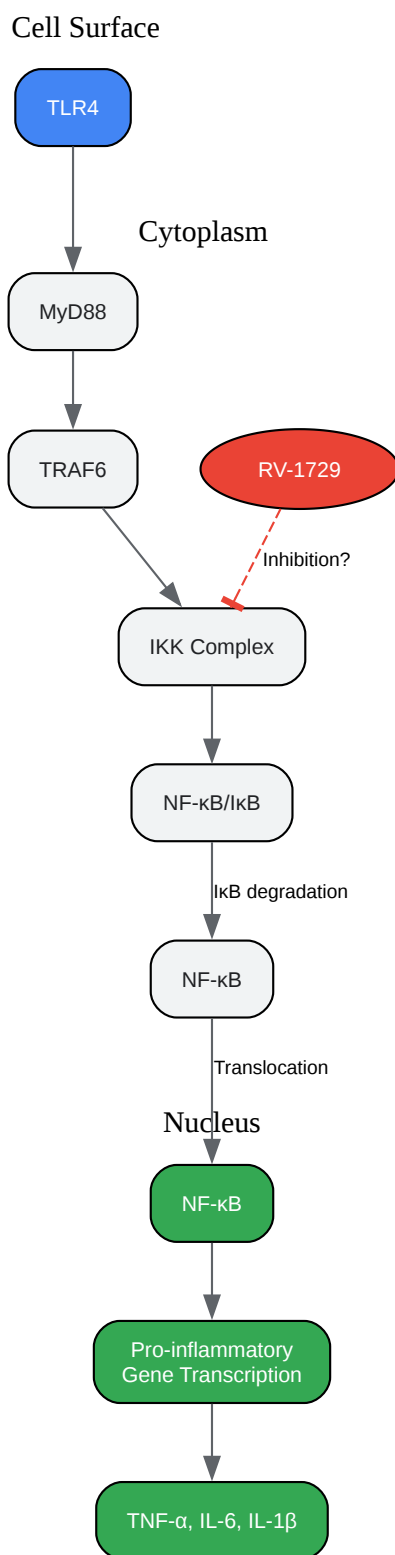 Cell Surface
TLR4
Cytoplasm
MyD88
TRAF6
RV-1729
Inhibition?
IKK Complex
NF-κB/IκB
IκB degradation
NF-κB
Translocation
Nucleus
NF-κB
Pro-inflammatory
Gene Transcription
TNF-α, IL-6, IL-1β